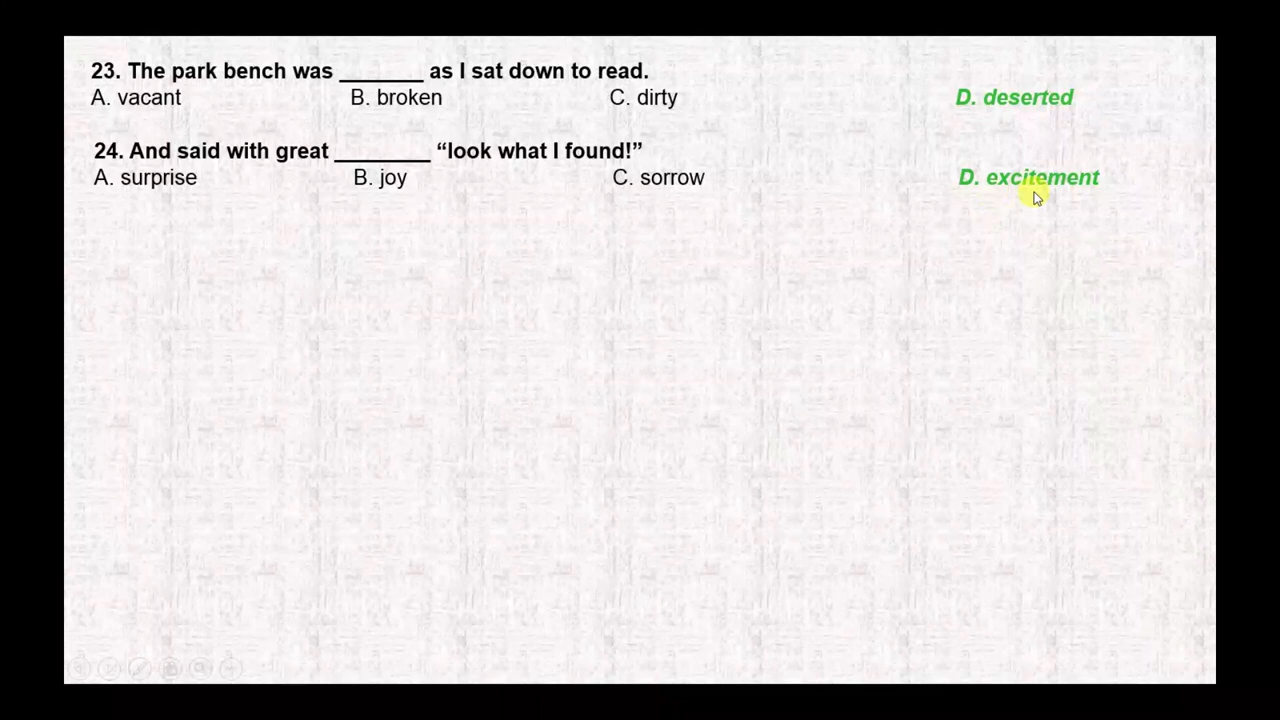 23. The park bench was _______ as I sat down to read.
A. vacant B. broken C. dirty D. deserted
24. And said with great ________ “look what I found!”
A. surprise B. joy C. sorrow D. excitement